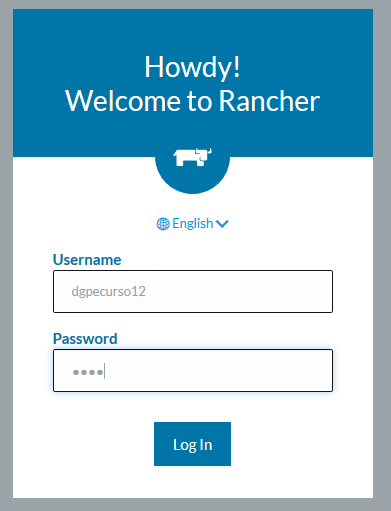 Howdy!
Welcome to Rancher
English
Username
dgpecurso12
Password
••••
Log In